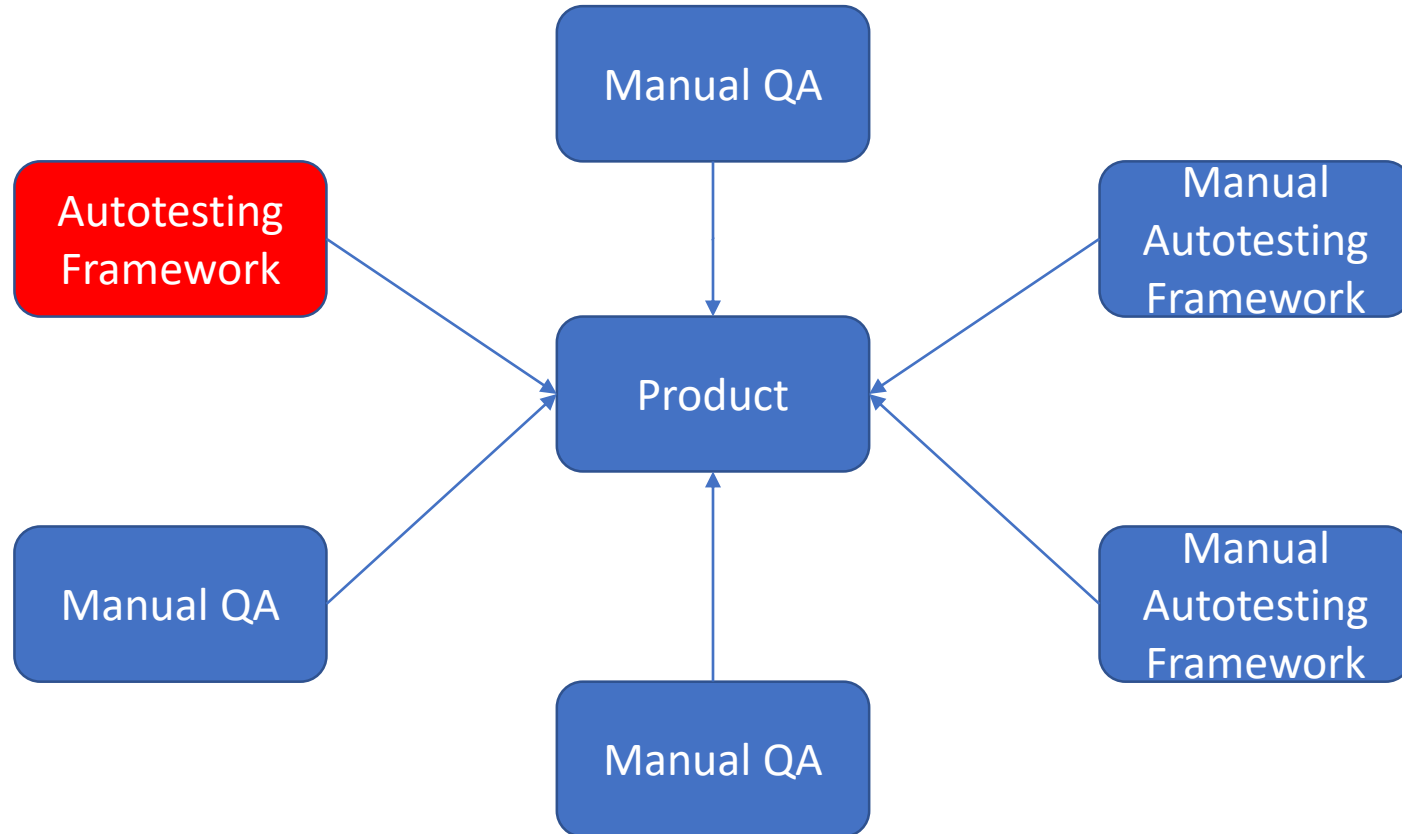 Manual QA
Autotesting
Framework
Manual
Autotesting
Framework
Product
Manual QA
Manual
Autotesting
Framework
Manual QA